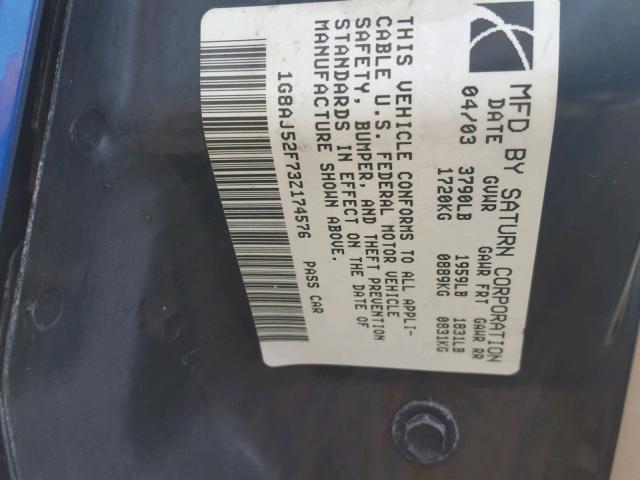 MFD BY SATURN CORPORATION
DATE GVWR GAWR FRT GAWR RR
04/03 3790LB 1959LB 1831LB
1720KG 0889KG 0831KG
THIS VEHICLE CONFORMS TO ALL APPLI-
CABLE U.S. FEDERAL MOTOR VEHICLE
SAFETY, BUMPER, AND THEFT PREVENTION
STANDARDS IN EFFECT ON THE DATE OF
MANUFACTURE SHOWN ABOVE.
1G8AJ52F73Z174576 PASS CAR